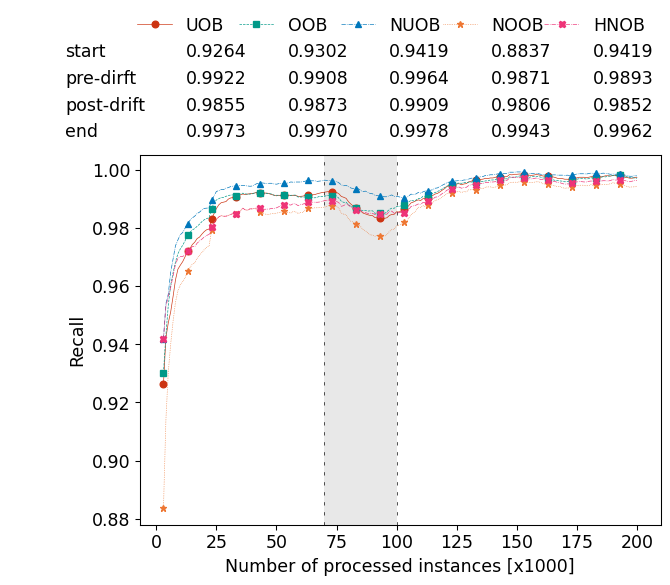 UOB OOB NUOB NOOB HNOB
start 0.9264 0.9302 0.9419 0.8837 0.9419
pre-dirft 0.9922 0.9908 0.9964 0.9871 0.9893
post-drift 0.9855 0.9873 0.9909 0.9806 0.9852
end 0.9973 0.9970 0.9978 0.9943 0.9962
1.00
0.98
0.96
0.94
0.92
0.90
0.88
Recall
0 25 50 75 100 125 150 175 200
Number of processed instances [x1000]